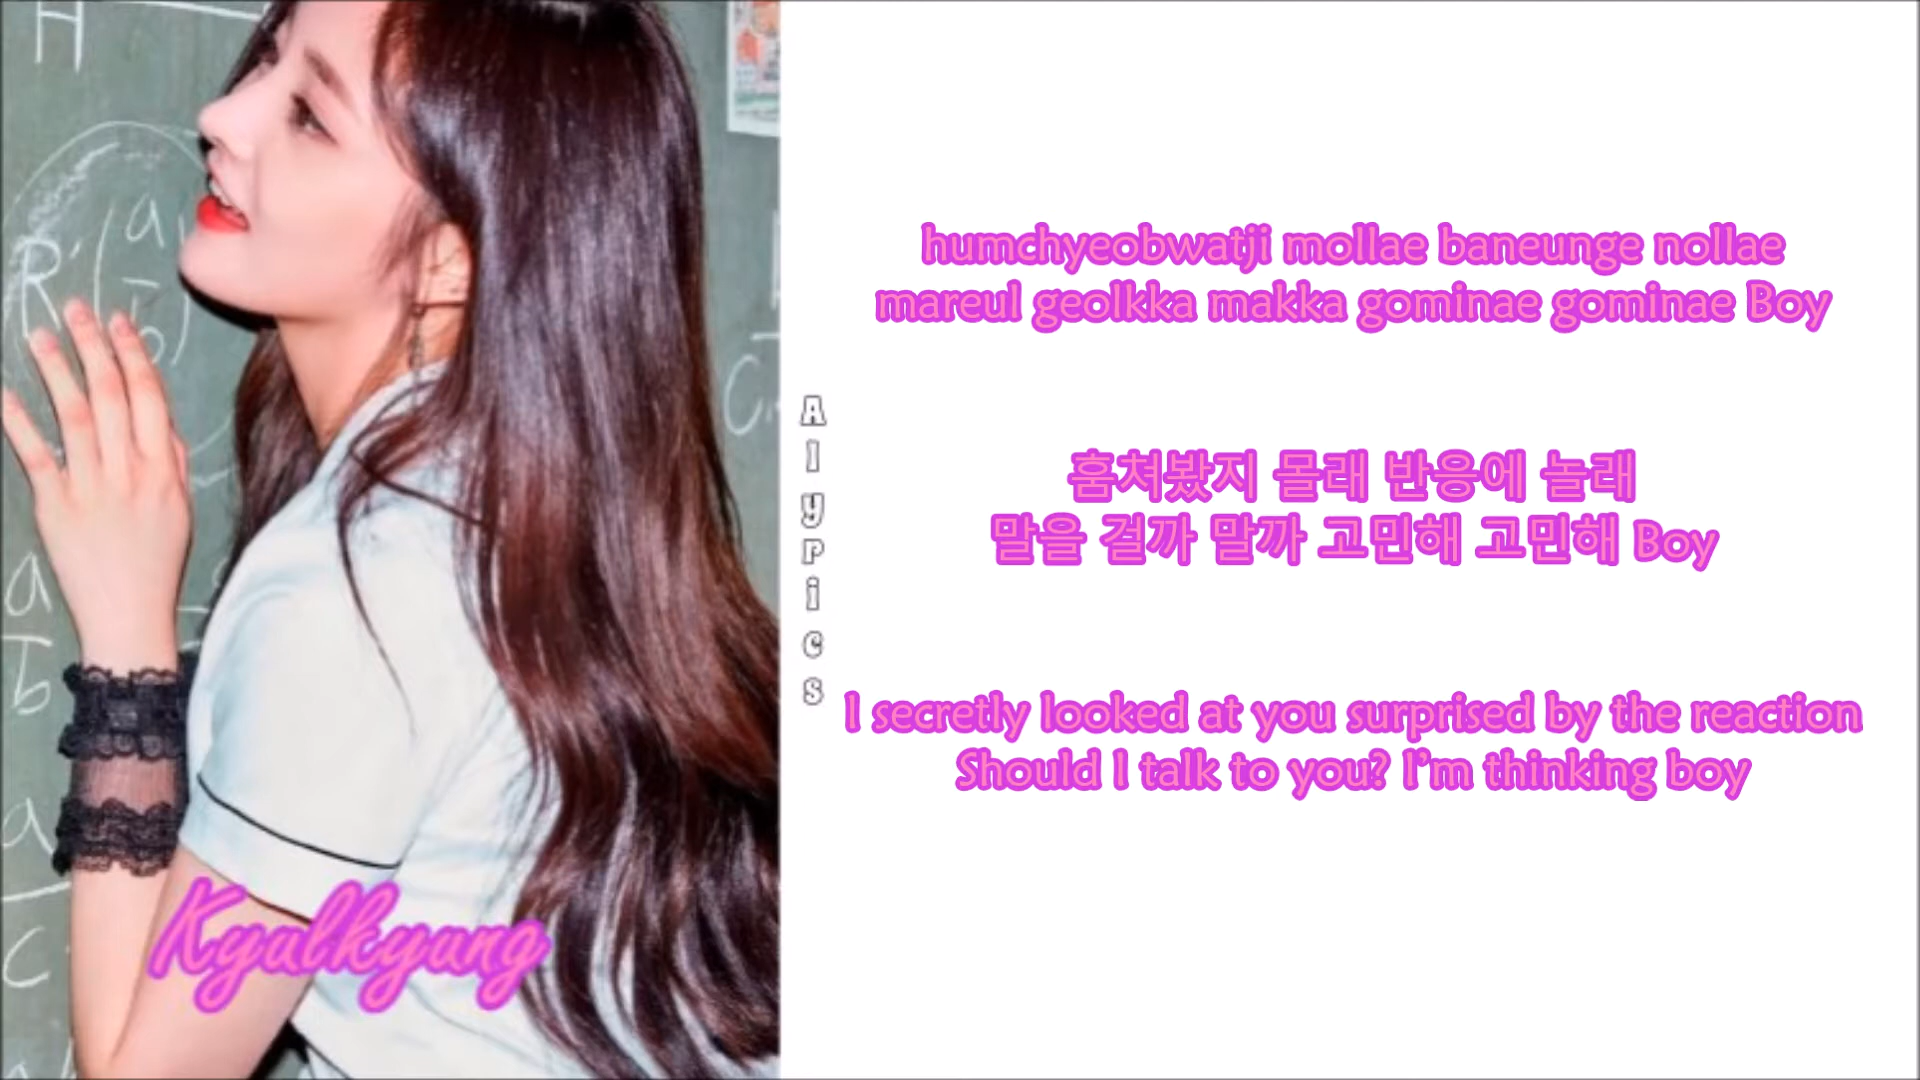 humchyeobwatji mollae baneunge nollae
mareul geolkka makka gominae gominae Boy
훔쳐봤지 몰래 반응에 놀래
말을 걸까 말까 고민해 고민해 Boy
I secretly looked at you surprised by the reaction
Should I talk to you? I'm thinking boy
Alypics
Kyulkyung
H
R
a
b
a
b
a
c
C